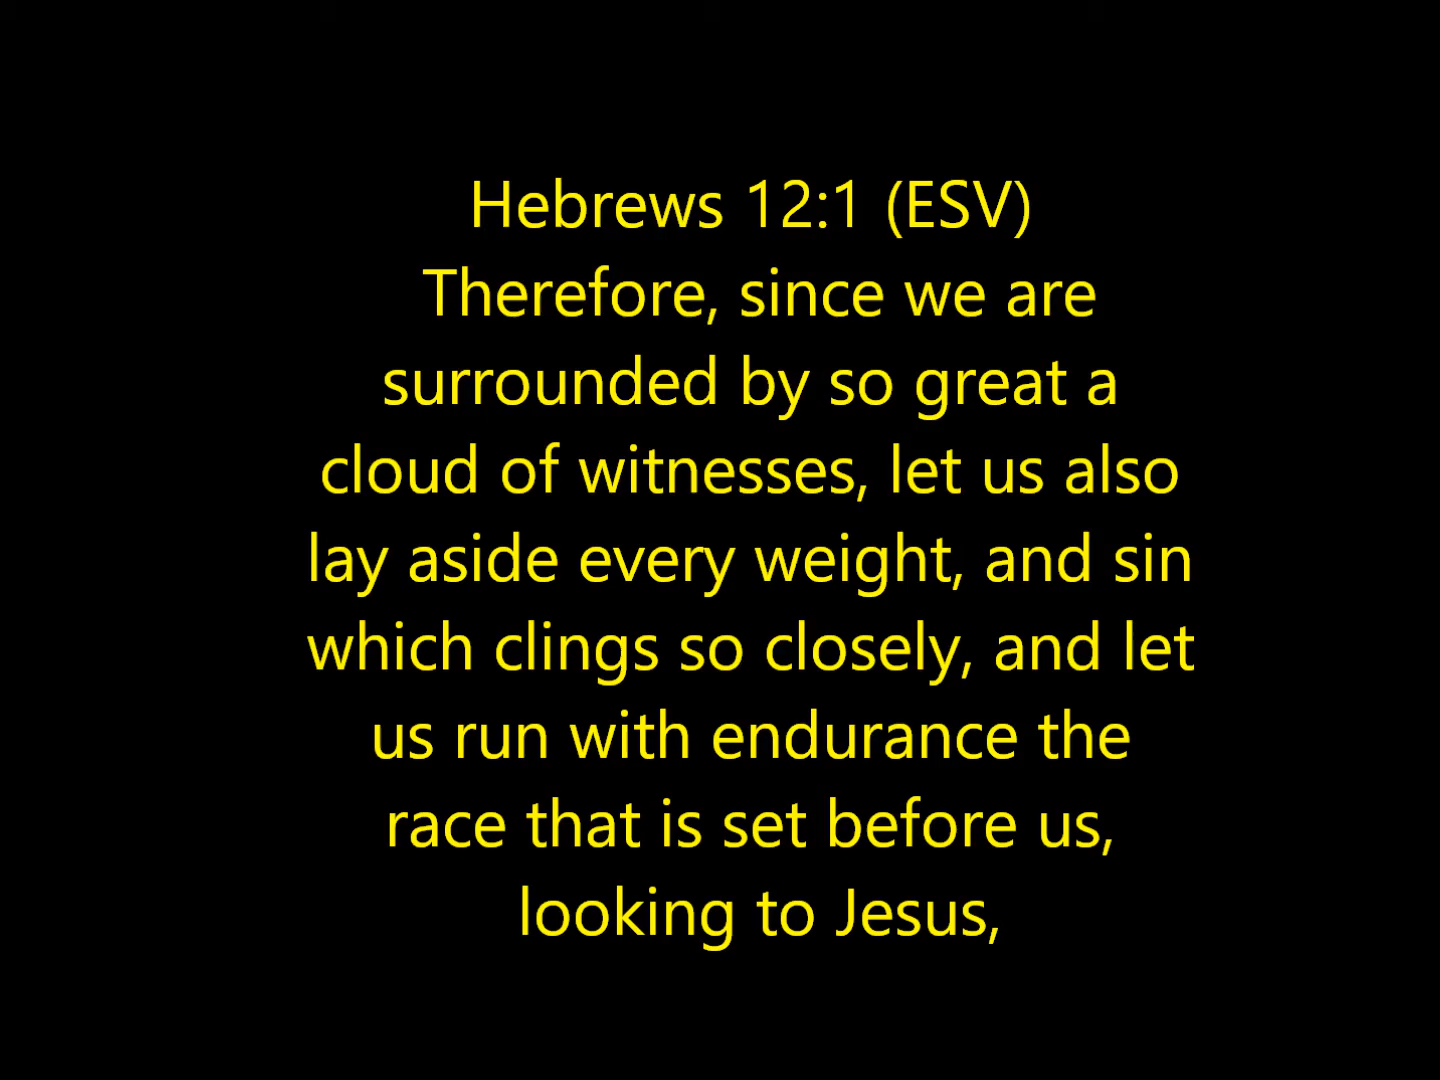 Hebrews 12:1 (ESV)
Therefore, since we are
surrounded by so great a
cloud of witnesses, let us also
lay aside every weight, and sin
which clings so closely, and let
us run with endurance the
race that is set before us,
looking to Jesus,